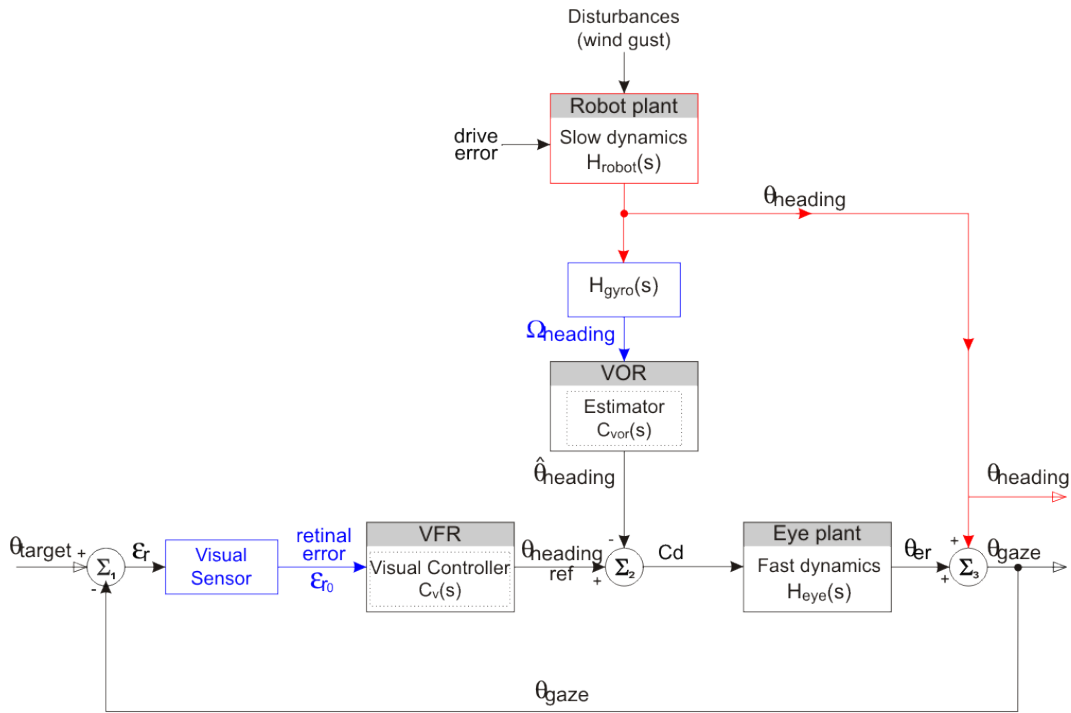 Disturbances
(wind gust)
Robot plant
drive
error
Slow dynamics
Hrobot(s)
θheading
Hgyro(s)
Ωheading
VOR
Estimator
Cvor(s)
θ̂heading
θheading
θtarget
+
-
Σ1
εr
Visual
Sensor
retinal
error
εr0
VFR
Visual Controller
Cv(s)
θheading
ref
-
+
Σ2
Cd
Eye plant
Fast dynamics
Heye(s)
θer
+
+
Σ3
θgaze
θgaze